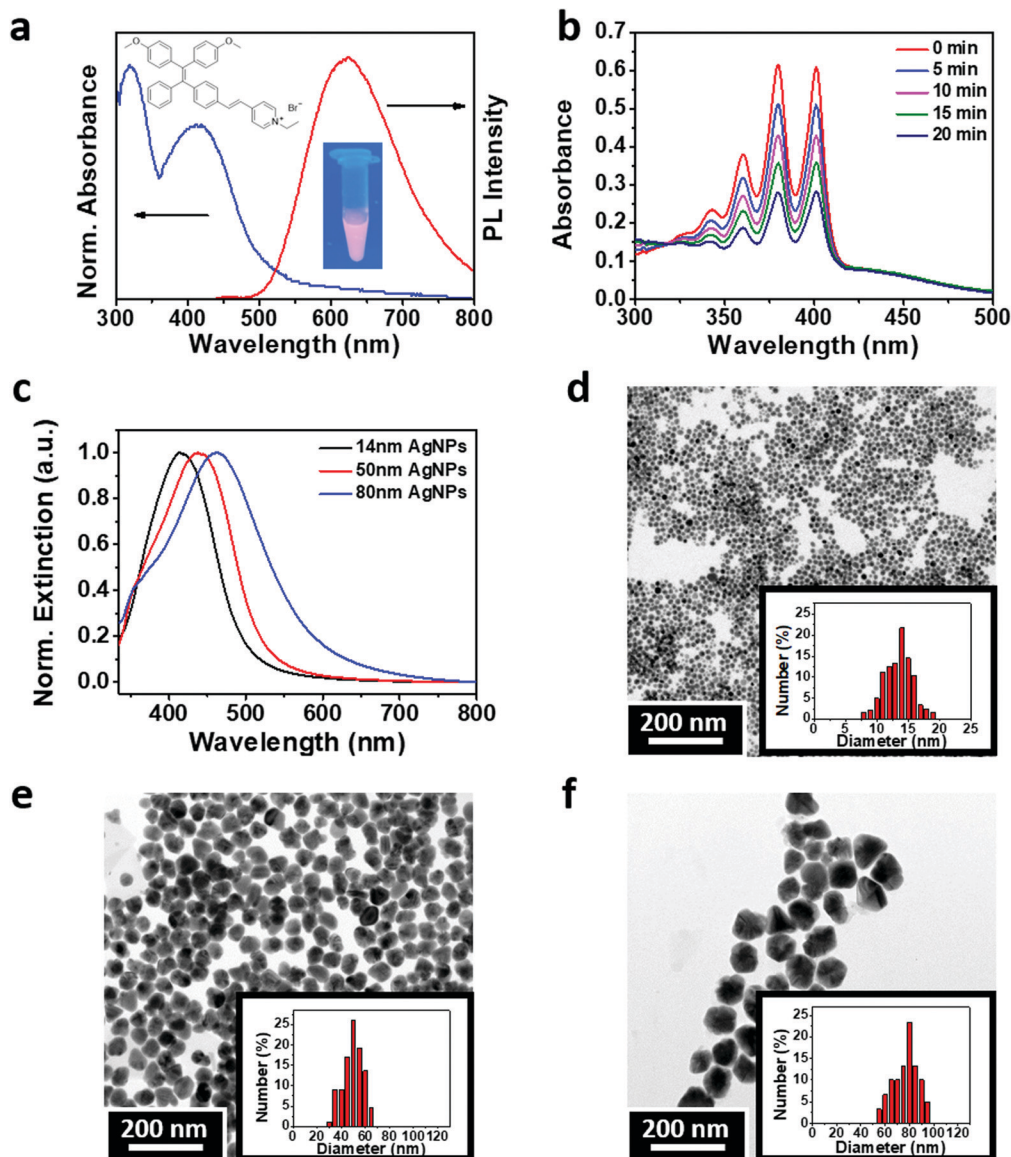 a
O
O
Br⁻
N⁺
Norm. Absorbance
PL Intensity
300 400 500 600 700 800
Wavelength (nm)
b
0 min
5 min
10 min
15 min
20 min
Absorbance
0.7
0.6
0.5
0.4
0.3
0.2
0.1
0.0
300 350 400 450 500
Wavelength (nm)
c
14nm AgNPs
50nm AgNPs
80nm AgNPs
Norm. Extinction (a.u.)
1.0
0.8
0.6
0.4
0.2
0.0
400 500 600 700 800
Wavelength (nm)
d
200 nm
Number (%)
25
20
15
10
5
0
0 5 10 15 20 25
Diameter (nm)
e
200 nm
Number (%)
25
20
15
10
5
0
0 20 40 60 80 100 120
Diameter (nm)
f
200 nm
Number (%)
25
20
15
10
5
0
0 20 40 60 80 100 120
Diameter (nm)